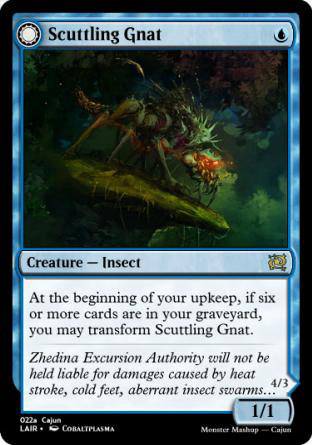 Scuttling Gnat
Creature — Insect
At the beginning of your upkeep, if six
or more cards are in your graveyard,
you may transform Scuttling Gnat.
Zhedina Excursion Authority will not be
held liable for damages caused by heat
stroke, cold feet, aberrant insect swarms...
4/3
1/1
022a Cajun
LAIR • Cobaltplasma
Monster Mashup — Cajun